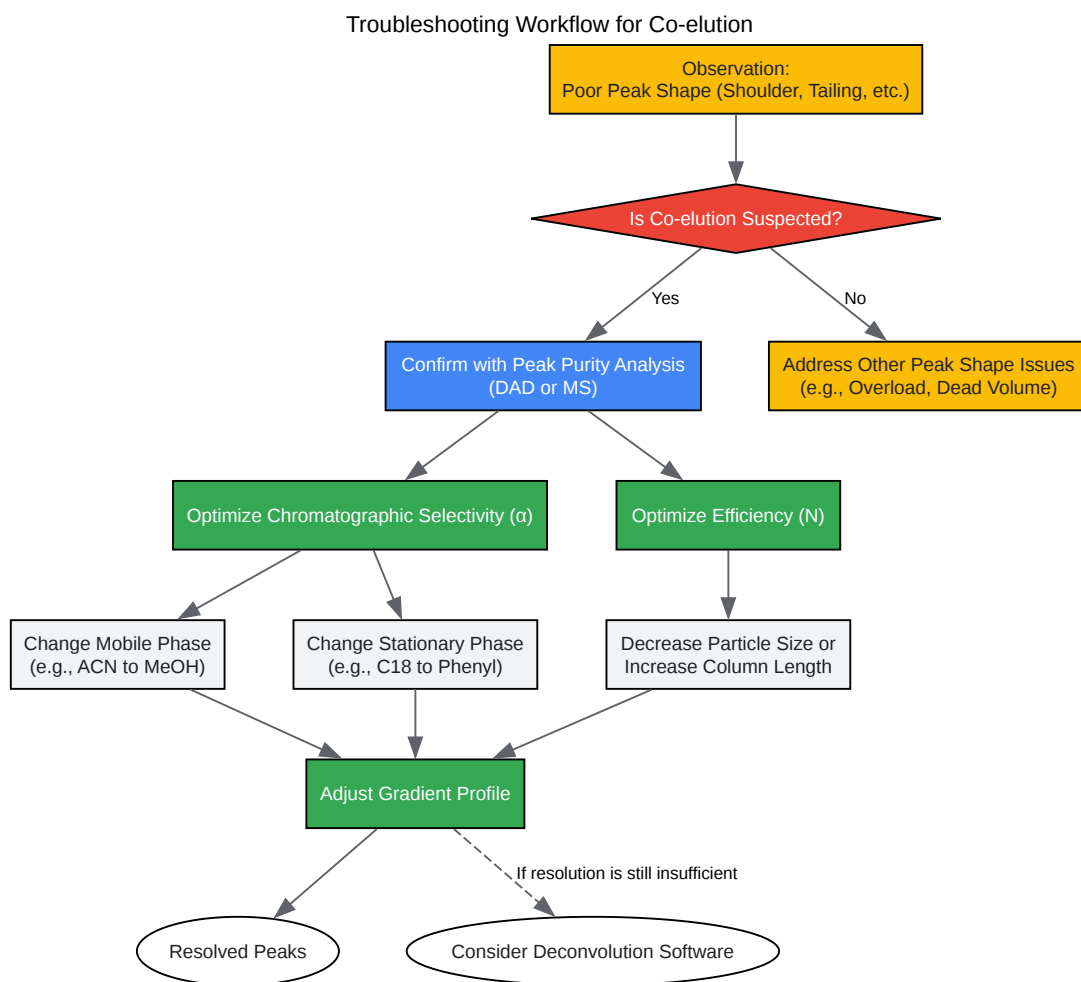 Troubleshooting Workflow for Co-elution
Observation:
Poor Peak Shape (Shoulder, Tailing, etc.)
Is Co-elution Suspected?
Yes
No
Confirm with Peak Purity Analysis
(DAD or MS)
Address Other Peak Shape Issues
(e.g., Overload, Dead Volume)
Optimize Chromatographic Selectivity (α)
Optimize Efficiency (N)
Change Mobile Phase
(e.g., ACN to MeOH)
Change Stationary Phase
(e.g., C18 to Phenyl)
Decrease Particle Size or
Increase Column Length
Adjust Gradient Profile
If resolution is still insufficient
Resolved Peaks
Consider Deconvolution Software